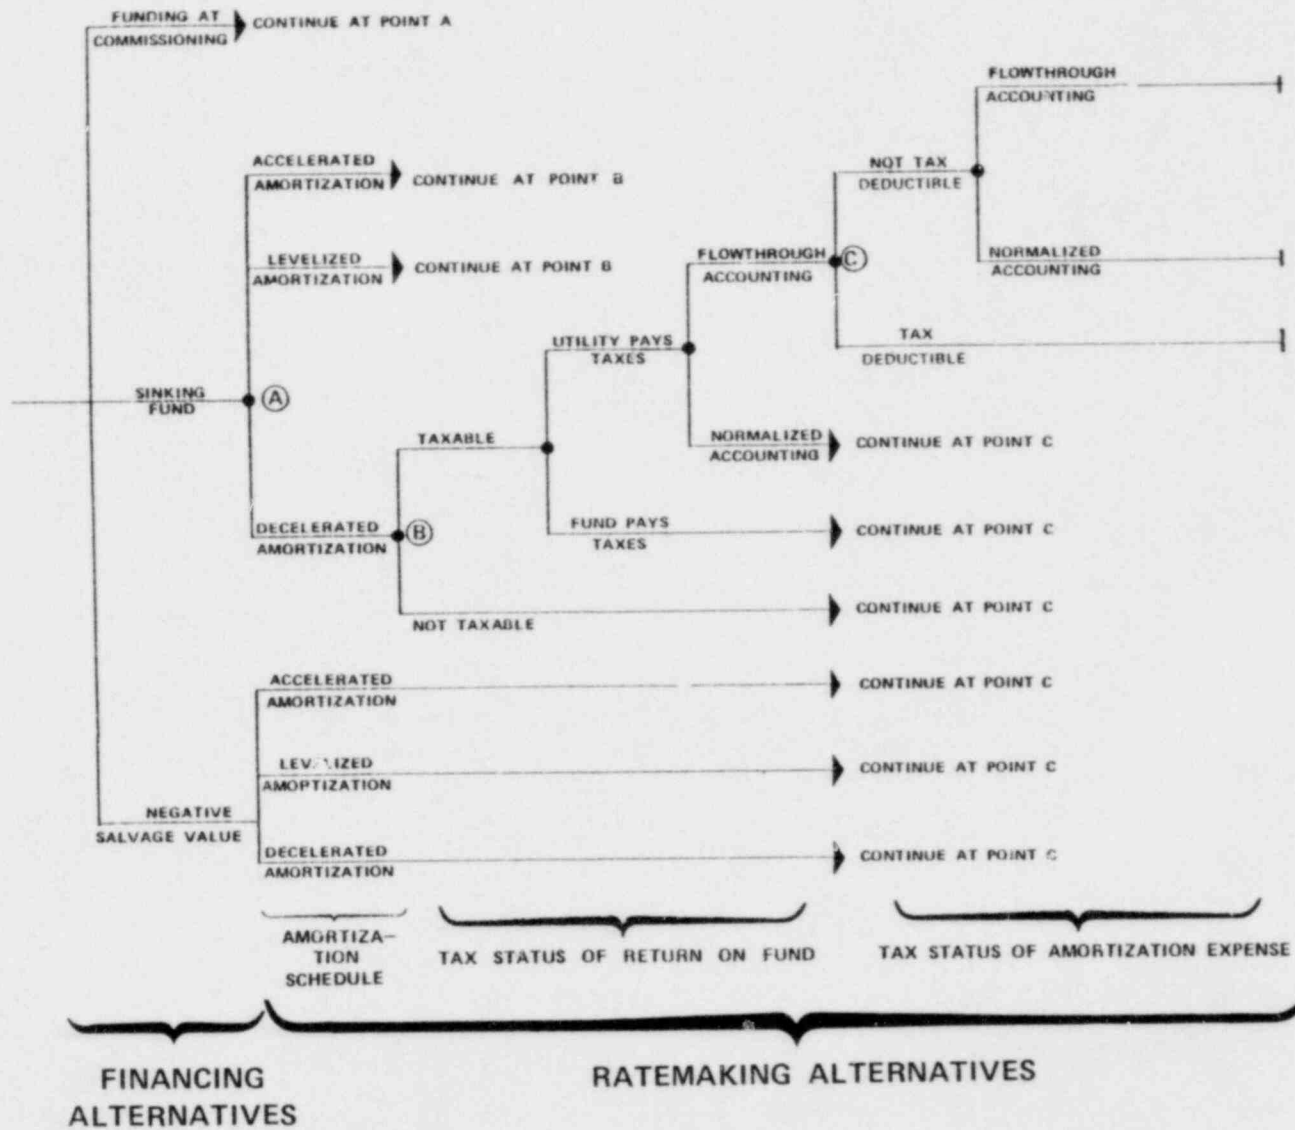 FUNDING AT
COMMISSIONING
CONTINUE AT POINT A
FLOWTHROUGH
ACCOUNTING
ACCELERATED
AMORTIZATION
CONTINUE AT POINT B
NOT TAX
DEDUCTIBLE
LEVELIZED
AMORTIZATION
CONTINUE AT POINT B
FLOWTHROUGH
ACCOUNTING
C
NORMALIZED
ACCOUNTING
UTILITY PAYS
TAXES
TAX
DEDUCTIBLE
SINKING
FUND
A
TAXABLE
NORMALIZED
ACCOUNTING
CONTINUE AT POINT C
DECELERATED
AMORTIZATION
B
FUND PAYS
TAXES
CONTINUE AT POINT C
NOT TAXABLE
CONTINUE AT POINT C
ACCELERATED
AMORTIZATION
CONTINUE AT POINT C
AMOPTIZATION
CONTINUE AT POINT C
NEGATIVE
SALVAGE VALUE
DECELERATED
AMORTIZATION
CONTINUE AT POINT C
AMORTIZA-
TION
SCHEDULE
TAX STATUS OF RETURN ON FUND
TAX STATUS OF AMORTIZATION EXPENSE
FINANCING
ALTERNATIVES
RATEMAKING ALTERNATIVES